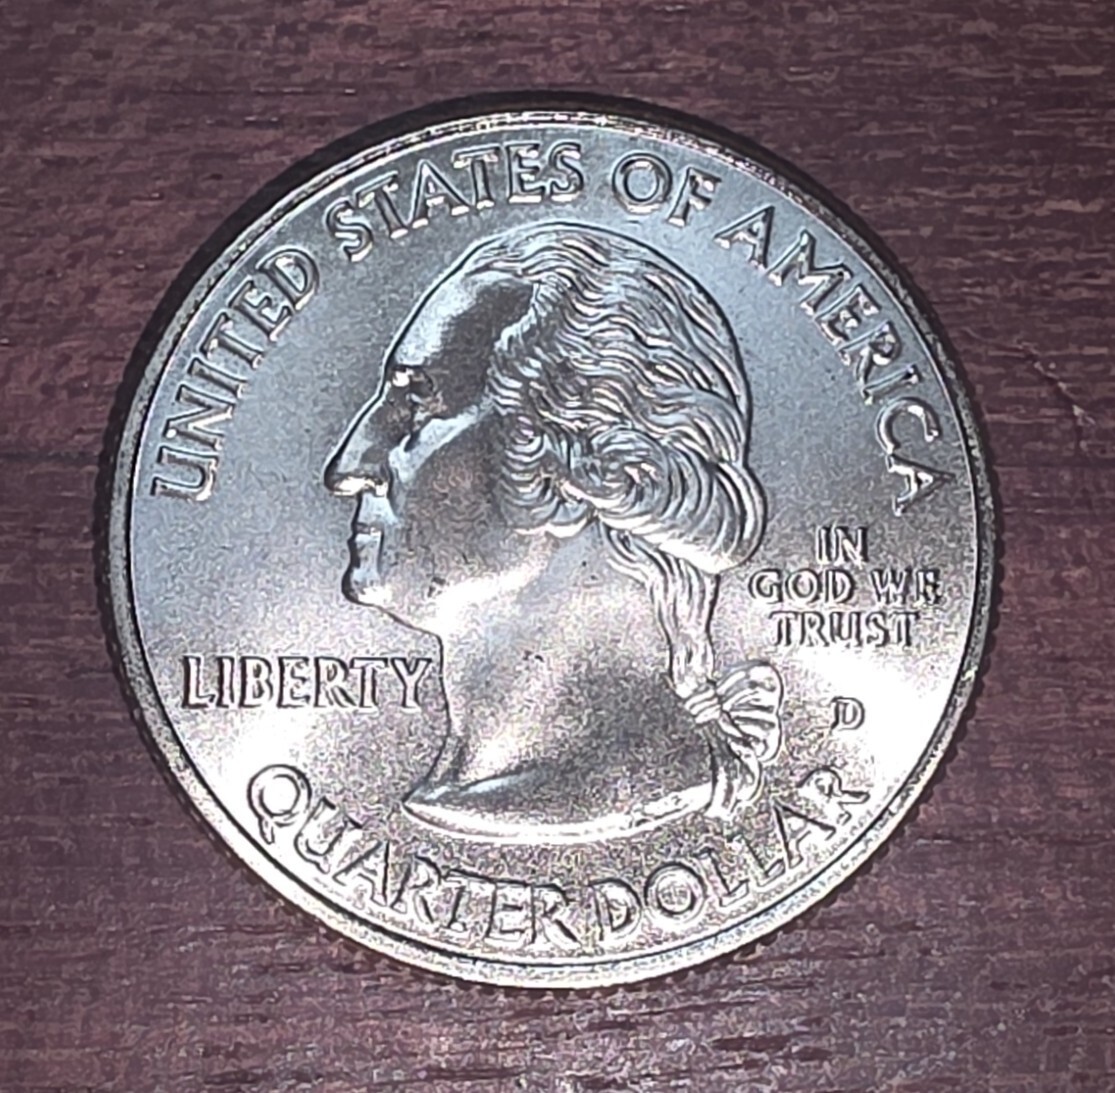 UNITED STATES OF AMERICA
LIBERTY
IN
GOD WE
TRUST
D
QUARTER DOLLAR